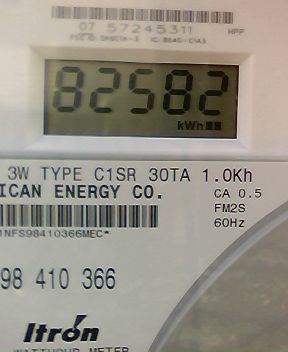 07 57245311 HPP
82582
kWh
3W TYPE C1SR 30TA 1.0Kh
ICAN ENERGY CO. CA 0.5
FM2S
60Hz
1NFS98410366MEC*
98 410 366
Itron
WATTHOUR METER